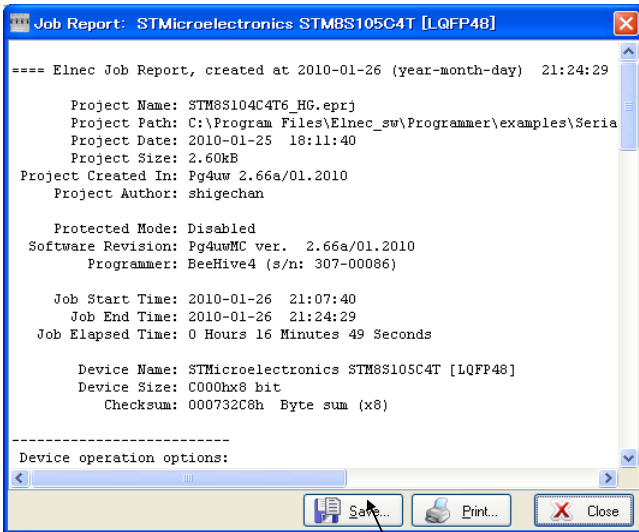 Job Report: STMicroelectronics STM8S105C4T [LQFP48]
==== Elnec Job Report, created at 2010-01-26 (year-month-day) 21:24:29
Project Name: STM8S104C4T6_HG.eprj
Project Path: C:\Program Files\Elnec_sw\Programmer\examples\Seria
Project Date: 2010-01-25 18:11:40
Project Size: 2.60kB
Project Created In: Pg4uw 2.66a/01.2010
Project Author: shigechan
Protected Mode: Disabled
Software Revision: Pg4uwMC ver. 2.66a/01.2010
Programmer: BeeHive4 (s/n: 307-00086)
Job Start Time: 2010-01-26 21:07:40
Job End Time: 2010-01-26 21:24:29
Job Elapsed Time: 0 Hours 16 Minutes 49 Seconds
Device Name: STMicroelectronics STM8S105C4T [LQFP48]
Device Size: C000hx8 bit
Checksum: 000732C8h Byte sum (x8)
--------------------------
Device operation options:
Save... Print... Close